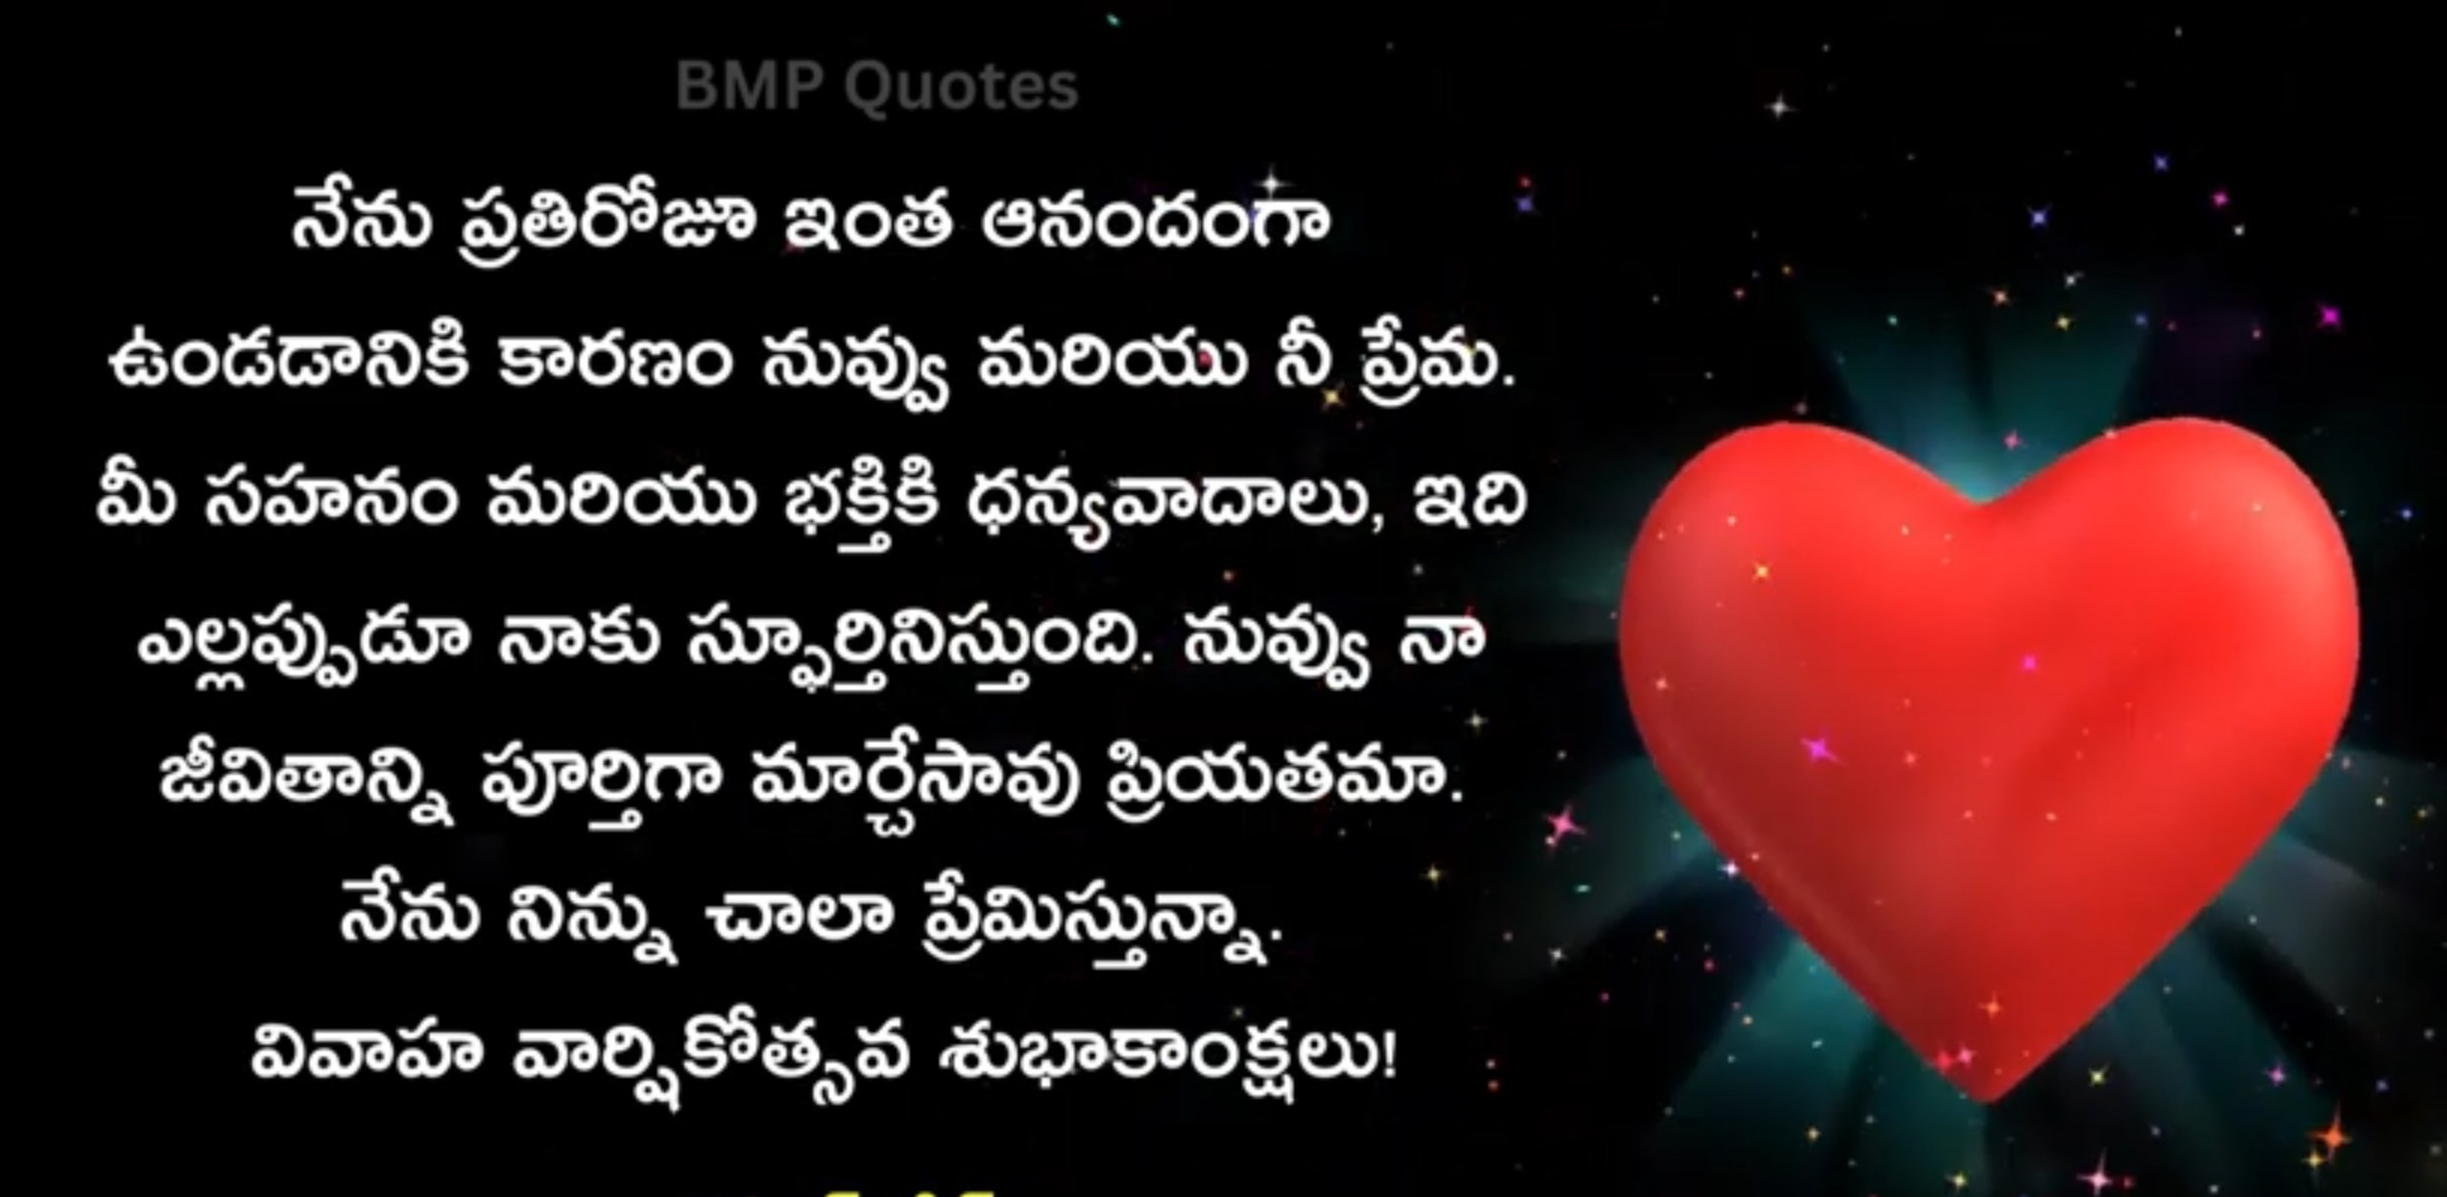 BMP Quotes
నేను ప్రతిరోజూ ఇంత ఆనందంగా
ఉండడానికి కారణం నువ్వు మరియు నీ ప్రేమ.
మీ సహనం మరియు భక్తికి ధన్యవాదాలు, ఇది
ఎల్లప్పుడూ నాకు స్ఫూర్తినిస్తుంది. నువ్వు నా
జీవితాన్ని పూర్తిగా మార్చేసావు ప్రియతమా.
నేను నిన్ను చాలా ప్రేమిస్తున్నా.
వివాహ వార్షికోత్సవ శుభాకాంక్షలు!